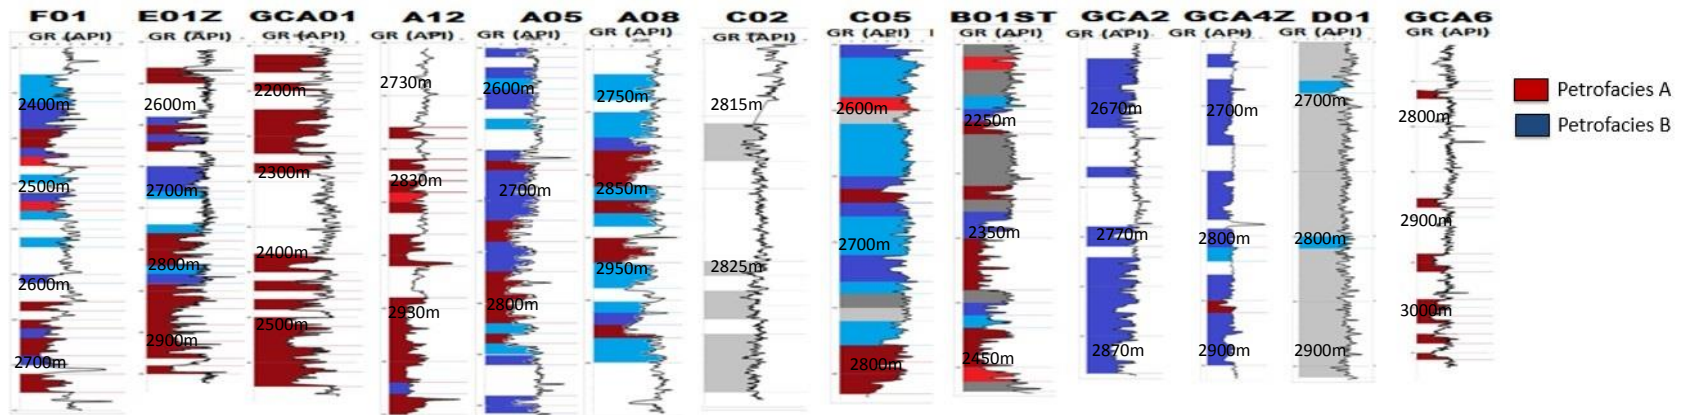 F01 E01Z GCA01 A12 A05 A08 C02 C05 B01ST GCA2 GCA4Z D01 GCA6
GR (API) GR (API) GR (API) GR (API) GR (API) GR (API) GR (API) GR (API) GR (API) GR (API) GR (API) GR (API) GR (API)
2400m
2500m
2600m
2700m
2600m
2700m
2800m
2900m
2200m
2300m
2400m
2500m
2730m
2830m
2930m
2600m
2700m
2800m
2750m
2850m
2950m
2815m
2825m
2600m
2700m
2800m
2250m
2350m
2450m
2670m
2770m
2870m
2700m
2800m
2900m
2700m
2800m
2900m
2800m
2900m
3000m
Petrofacies A
Petrofacies B